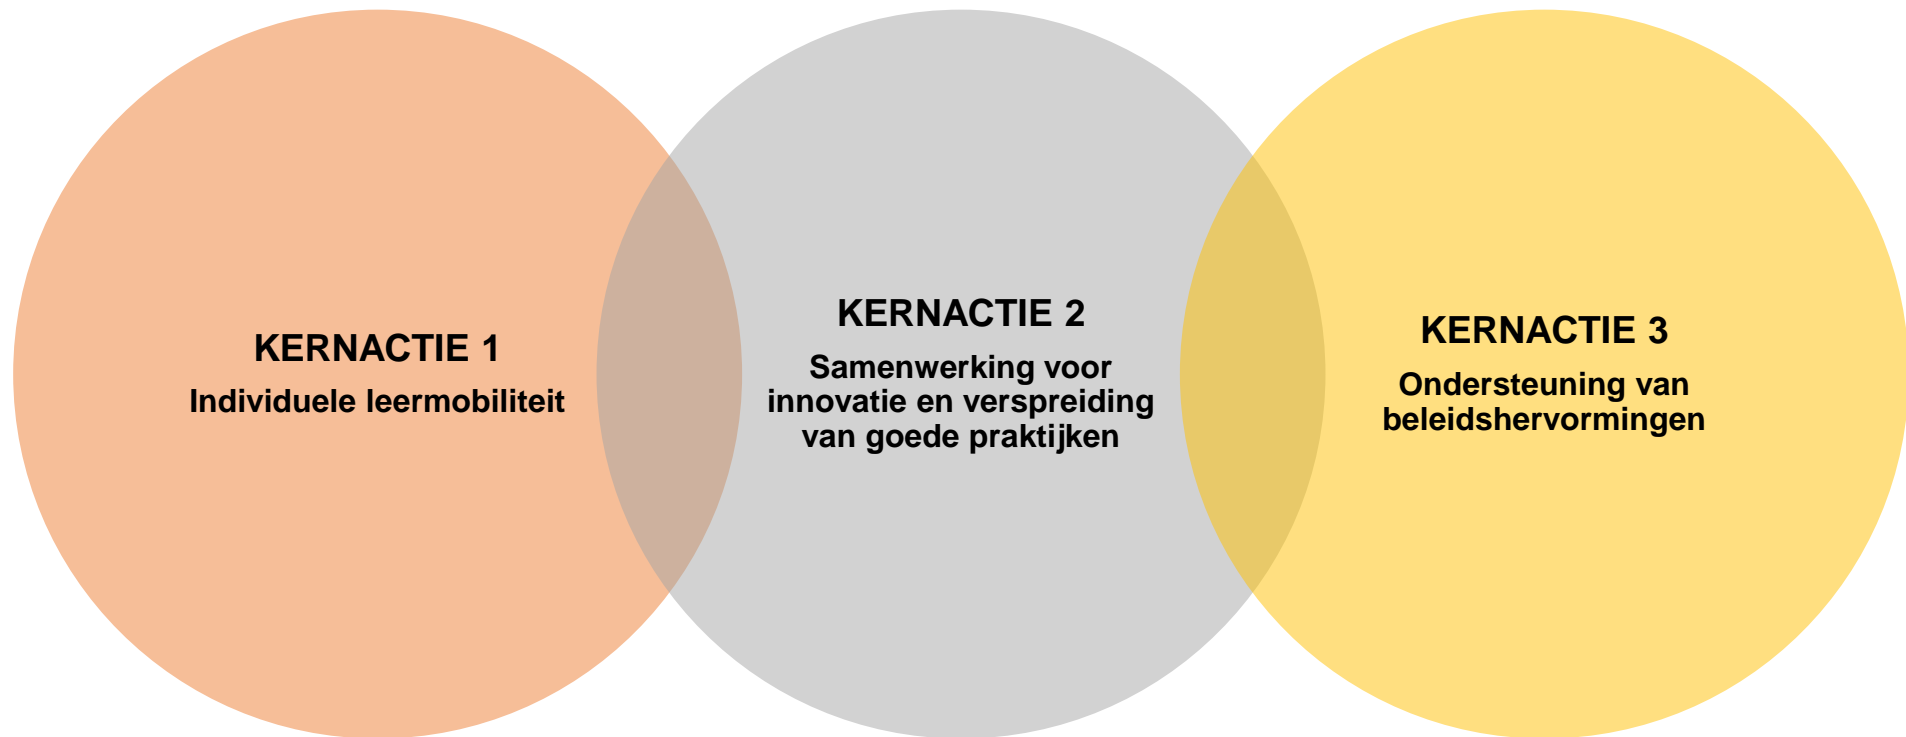 KERNACTIE 1
Individuele leermobiliteit
KERNACTIE 2
Samenwerking voor
innovatie en verspreiding
van goede praktijken
KERNACTIE 3
Ondersteuning van
beleidshervormingen